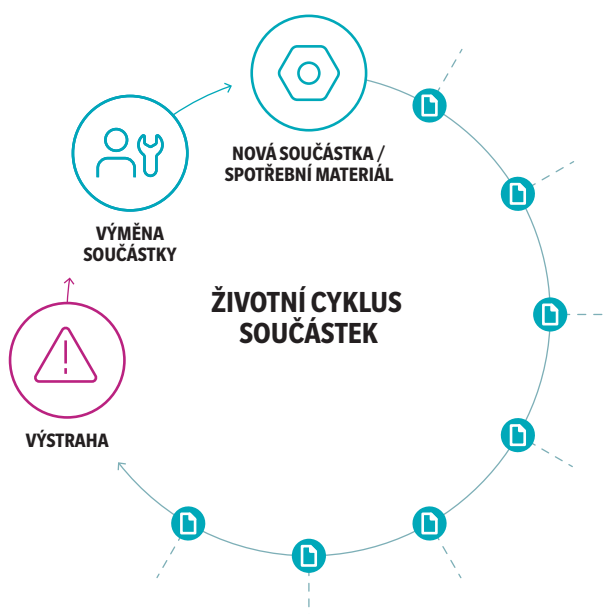 NOVÁ SOUČÁSTKA /
SPOTŘEBNÍ MATERIÁL
VÝMĚNA
SOUČÁSTKY
ŽIVOTNÍ CYKLUS
SOUČÁSTEK
VÝSTRAHA